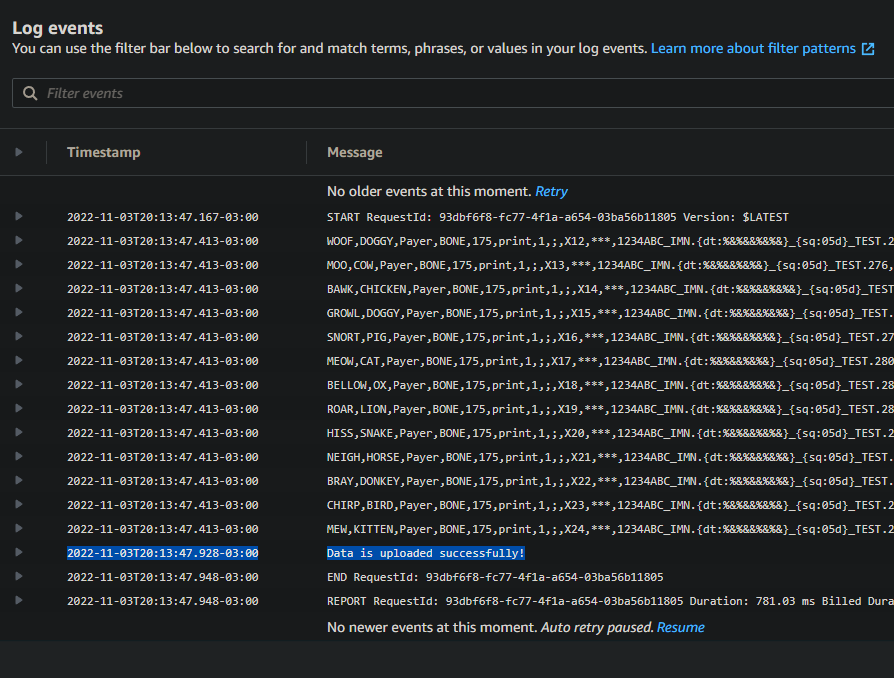 Log events
You can use the filter bar below to search for and match terms, phrases, or values in your log events. Learn more about filter patterns
Filter events
Timestamp Message
No older events at this moment. Retry
2022-11-03T20:13:47.167-03:00 START RequestId: 93dbf6f8-fc77-4f1a-a654-03ba56b11805 Version: $LATEST
2022-11-03T20:13:47.413-03:00 WOOF,DOGGY,Payer,BONE,175,print,1,;,X12,***,1234ABC_IMN.{dt:%&%&&%&%&}_{sq:05d}_TEST.2
2022-11-03T20:13:47.413-03:00 MOO,COW,Payer,BONE,175,print,1,;,X13,***,1234ABC_IMN.{dt:%&%&&%&%&}_{sq:05d}_TEST.276,
2022-11-03T20:13:47.413-03:00 BAWK,CHICKEN,Payer,BONE,175,print,1,;,X14,***,1234ABC_IMN.{dt:%&%&&%&%&}_{sq:05d}_TEST
2022-11-03T20:13:47.413-03:00 GROWL,DOGGY,Payer,BONE,175,print,1,;,X15,***,1234ABC_IMN.{dt:%&%&&%&%&}_{sq:05d}_TEST.
2022-11-03T20:13:47.413-03:00 SNORT,PIG,Payer,BONE,175,print,1,;,X16,***,1234ABC_IMN.{dt:%&%&&%&%&}_{sq:05d}_TEST.27
2022-11-03T20:13:47.413-03:00 MEOW,CAT,Payer,BONE,175,print,1,;,X17,***,1234ABC_IMN.{dt:%&%&&%&%&}_{sq:05d}_TEST.280
2022-11-03T20:13:47.413-03:00 BELLOW,OX,Payer,BONE,175,print,1,;,X18,***,1234ABC_IMN.{dt:%&%&&%&%&}_{sq:05d}_TEST.28
2022-11-03T20:13:47.413-03:00 ROAR,LION,Payer,BONE,175,print,1,;,X19,***,1234ABC_IMN.{dt:%&%&&%&%&}_{sq:05d}_TEST.28
2022-11-03T20:13:47.413-03:00 HISS,SNAKE,Payer,BONE,175,print,1,;,X20,***,1234ABC_IMN.{dt:%&%&&%&%&}_{sq:05d}_TEST.2
2022-11-03T20:13:47.413-03:00 NEIGH,HORSE,Payer,BONE,175,print,1,;,X21,***,1234ABC_IMN.{dt:%&%&&%&%&}_{sq:05d}_TEST.
2022-11-03T20:13:47.413-03:00 BRAY,DONKEY,Payer,BONE,175,print,1,;,X22,***,1234ABC_IMN.{dt:%&%&&%&%&}_{sq:05d}_TEST.
2022-11-03T20:13:47.413-03:00 CHIRP,BIRD,Payer,BONE,175,print,1,;,X23,***,1234ABC_IMN.{dt:%&%&&%&%&}_{sq:05d}_TEST.2
2022-11-03T20:13:47.413-03:00 MEW,KITTEN,Payer,BONE,175,print,1,;,X24,***,1234ABC_IMN.{dt:%&%&&%&%&}_{sq:05d}_TEST.2
2022-11-03T20:13:47.928-03:00 Data is uploaded successfully!
2022-11-03T20:13:47.948-03:00 END RequestId: 93dbf6f8-fc77-4f1a-a654-03ba56b11805
2022-11-03T20:13:47.948-03:00 REPORT RequestId: 93dbf6f8-fc77-4f1a-a654-03ba56b11805 Duration: 781.03 ms Billed Dura
No newer events at this moment. Auto retry paused. Resume